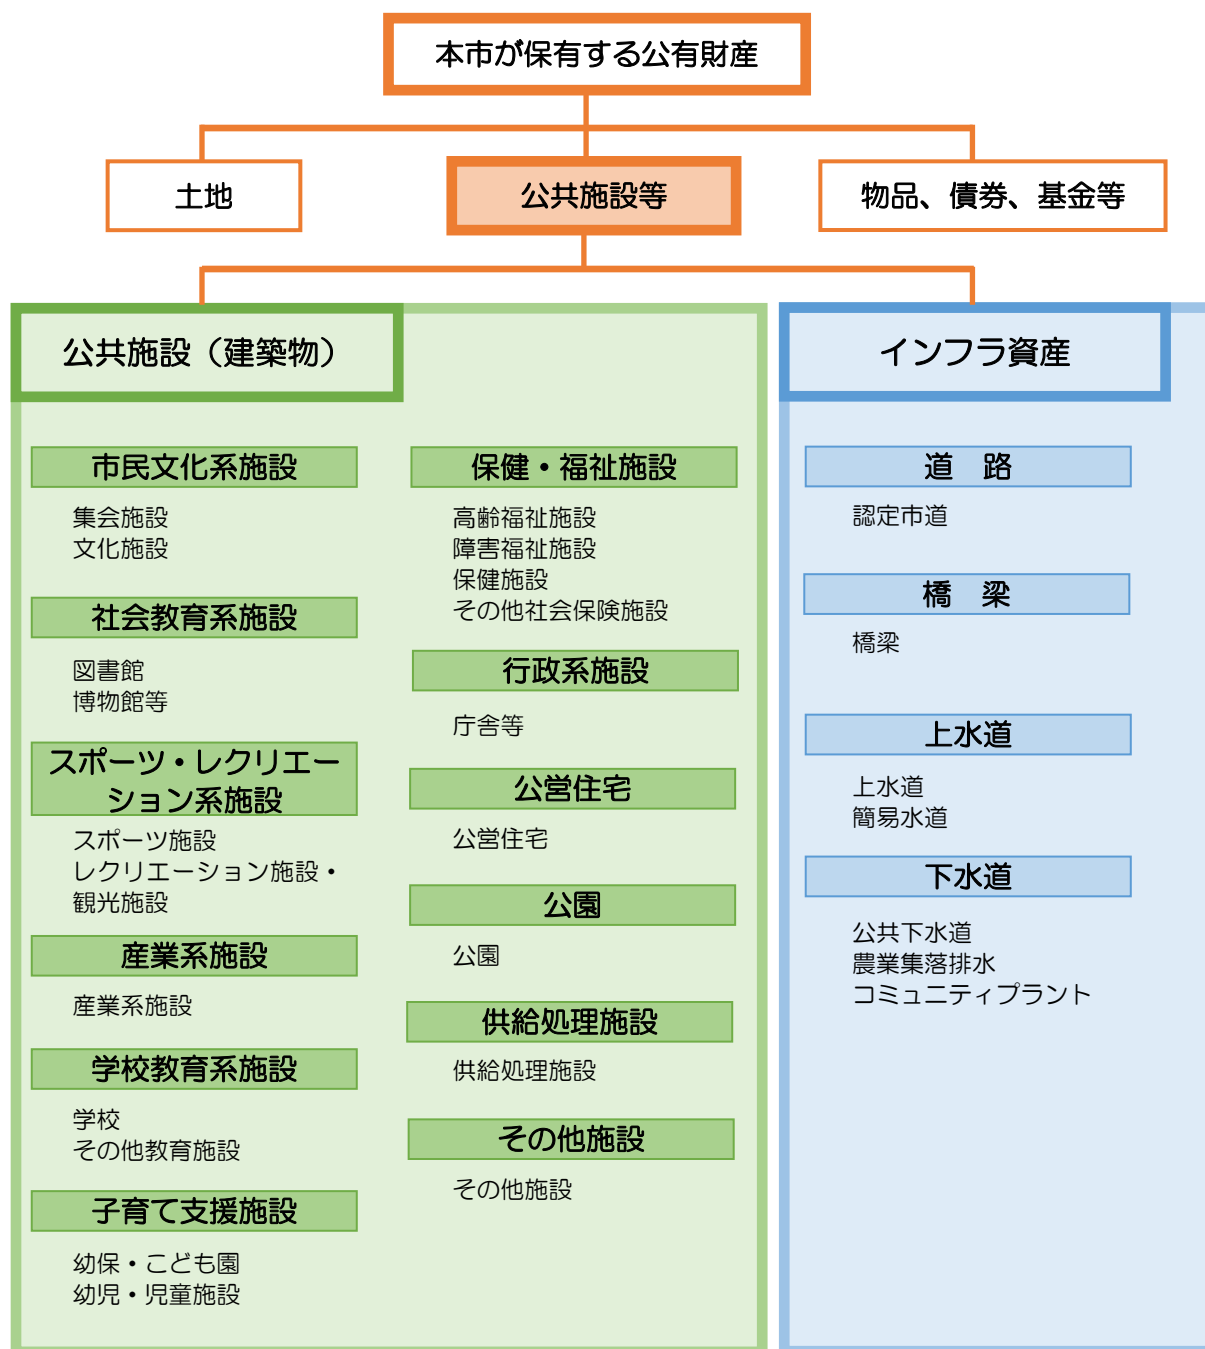 本市が保有する公有財産
土地
公共施設等
物品、債券、基金等
公共施設（建築物）
市民文化系施設
集会施設
文化施設
社会教育系施設
図書館
博物館等
スポーツ・レクリエー
ション系施設
スポーツ施設
レクリエーション施設・
観光施設
産業系施設
産業系施設
学校教育系施設
学校
その他教育施設
子育て支援施設
幼保・こども園
幼児・児童施設
保健・福祉施設
高齢福祉施設
障害福祉施設
保健施設
その他社会保険施設
行政系施設
庁舎等
公営住宅
公営住宅
公園
公園
供給処理施設
供給処理施設
その他施設
その他施設
インフラ資産
道　路
認定市道
橋　梁
橋梁
上水道
上水道
簡易水道
下水道
公共下水道
農業集落排水
コミュニティプラント